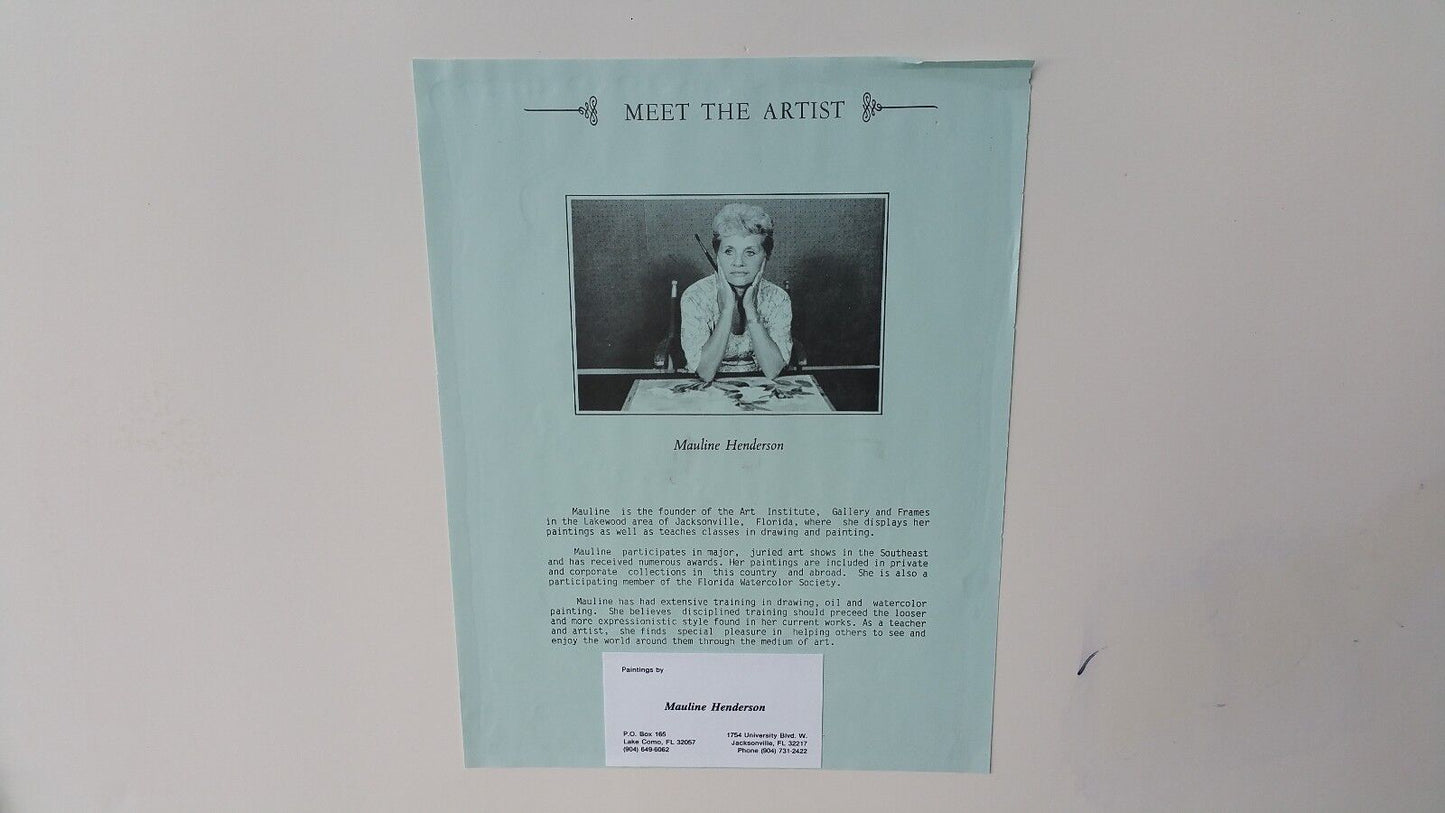 MEET THE ARTIST
Mauline Henderson
Mauline is the founder of the Art Institute, Gallery and Frames
in the Lakewood area of Jacksonville, Florida, where she displays her
paintings as well as teaches classes in drawing and painting.
Mauline participates in major, juried art shows in the Southeast
and has received numerous awards. Her paintings are included in private
and corporate collections in this country and abroad. She is also a
participating member of the Florida Watercolor Society.
Mauline has had extensive training in drawing, oil and watercolor
painting. She believes disciplined training should preceed the looser
and more expressionistic style found in her current works. As a teacher
and artist, she finds special pleasure in helping others to see and
enjoy the world around them through the medium of art.
Paintings by
Mauline Henderson
P.O. Box 165
Lake Como, FL 32057
(904) 649-6062
1754 University Blvd. W.
Jacksonville, FL 32217
Phone (904) 731-2422